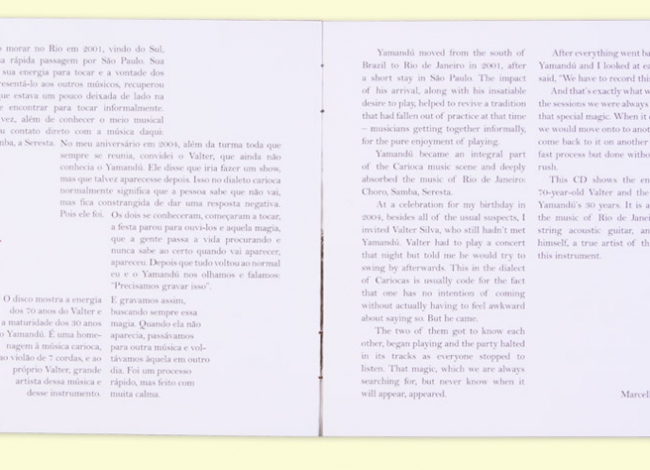 morar no Rio em 2001, vindo do Sul,
a rápida passagem por São Paulo. Sua
sua energia para tocar e a vontade dos
resentá-lo aos outros músicos, recuperou
que estava um pouco deixada de lado na
e encontrar para tocar informalmente.
vez, além de conhecer o meio musical
u contato direto com a música daqui:
mba, a Seresta. No meu aniversário em 2004, além da turma toda que
sempre se reunia, convidei o Valter, que ainda não
conhecia o Yamandú. Ele disse que iria fazer um show,
mas que talvez aparecesse depois. Isso no dialeto carioca
normalmente significa que a pessoa sabe que não vai,
mas fica constrangida de dar uma resposta negativa.
Pois ele foi. Os dois se conheceram, começaram a tocar,
a festa parou para ouvi-los e aquela magia,
que a gente passa a vida procurando e
nunca sabe ao certo quando vai aparecer,
apareceu. Depois que tudo voltou ao normal
eu e o Yamandú nos olhamos e falamos:
"Precisamos gravar isso".
E gravamos assim,
buscando sempre essa
magia. Quando ela não
aparecia, passávamos
para outra música e vol-
távamos àquela em outro
dia. Foi um processo
rápido, mas feito com
muita calma.
O disco mostra a energia
dos 70 anos do Valter e
a maturidade dos 30 anos
o Yamandú. É uma home-
nagem à música carioca,
ao violão de 7 cordas, e ao
próprio Valter, grande
artista dessa música e
desse instrumento.
Yamandú moved from the south of
Brazil to Rio de Janeiro in 2001, after
a short stay in São Paulo. The impact
of his arrival, along with his insatiable
desire to play, helped to revive a tradition
that had fallen out of practice at that time
– musicians getting together informally,
for the pure enjoyment of playing.
Yamandú became an integral part
of the Carioca music scene and deeply
absorbed the music of Rio de Janeiro:
Choro, Samba, Seresta.
At a celebration for my birthday in
2004, besides all of the usual suspects, I
invited Valter Silva, who still hadn't met
Yamandú. Valter had to play a concert
that night but told me he would try to
swing by afterwards. This in the dialect
of Cariocas is usually code for the fact
that one has no intention of coming
without actually having to feel awkward
about saying so. But he came.
The two of them got to know each
other, began playing and the party halted
in its tracks as everyone stopped to
listen. That magic, which we are always
searching for, but never know when it
will appear, appeared.
After everything went ba
Yamandú and I looked at ea
said, "We have to record this
And that's exactly what w
the sessions we were always
that special magic. When it
we would move onto to anot
come back to it on another
fast process but done withou
rush.
This CD shows the en
70-year-old Valter and the
Yamandú's 30 years. It is a
the music of Rio de Janei
string acoustic guitar, an
himself, a true artist of th
this instrument.
Marcell